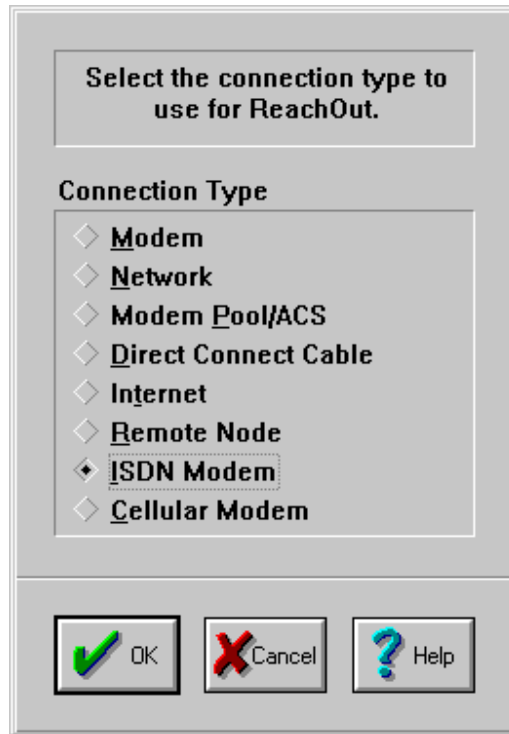 Select the connection type to
use for ReachOut.
Connection Type
Modem
Network
Modem Pool/ACS
Direct Connect Cable
Internet
Remote Node
ISDN Modem
Cellular Modem
OK
Cancel
Help